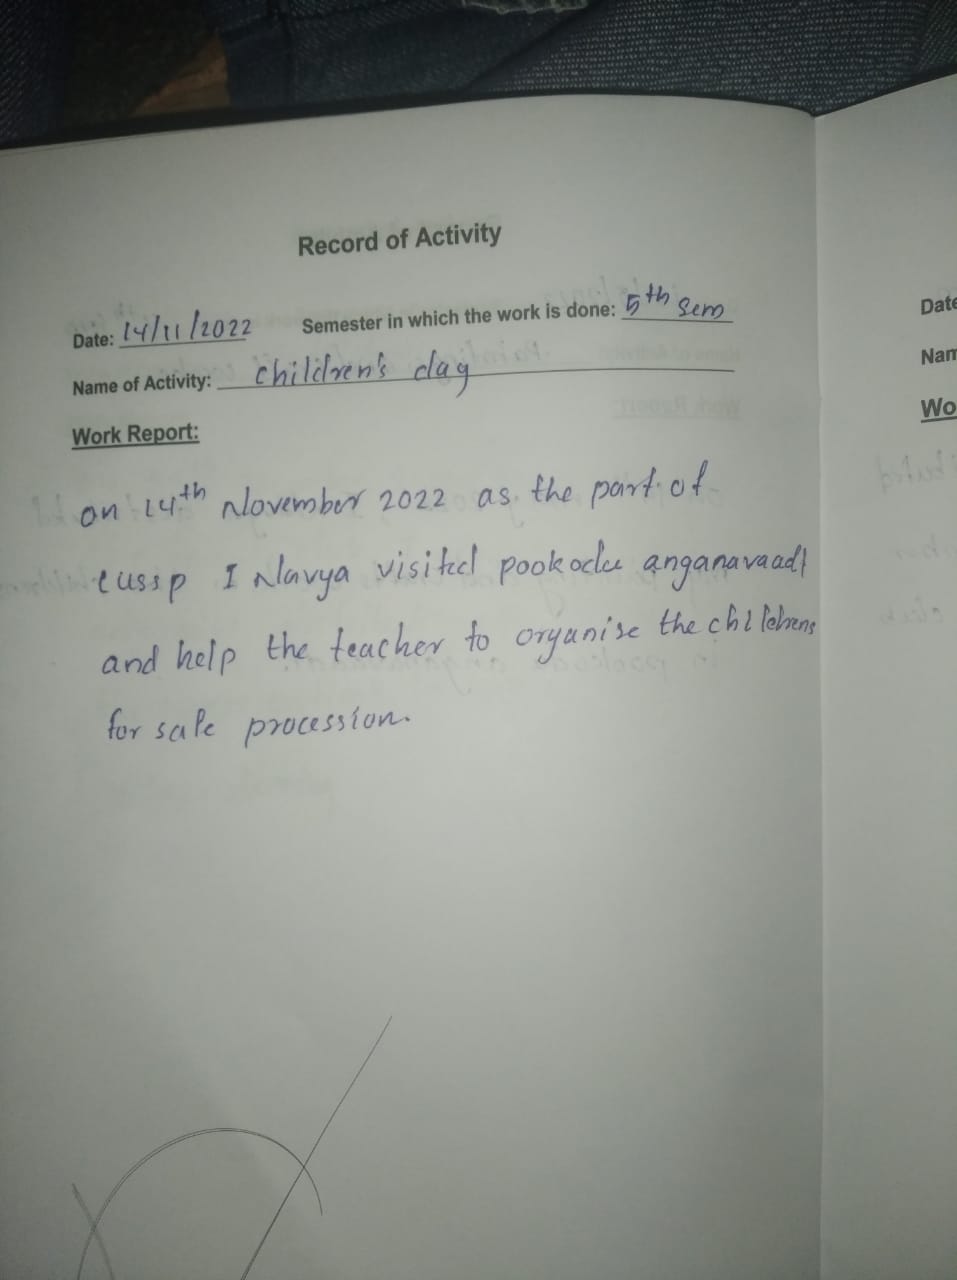 Record of Activity
Date: 14/11/2022 Semester in which the work is done: 5th sem
Name of Activity: children's day
Work Report:
on 14th November 2022 as the part of
cussp I Navya visited pookodu anganavaadi
and help the teacher to organise the childrens
for safe procession.
Date
Nam
Wo